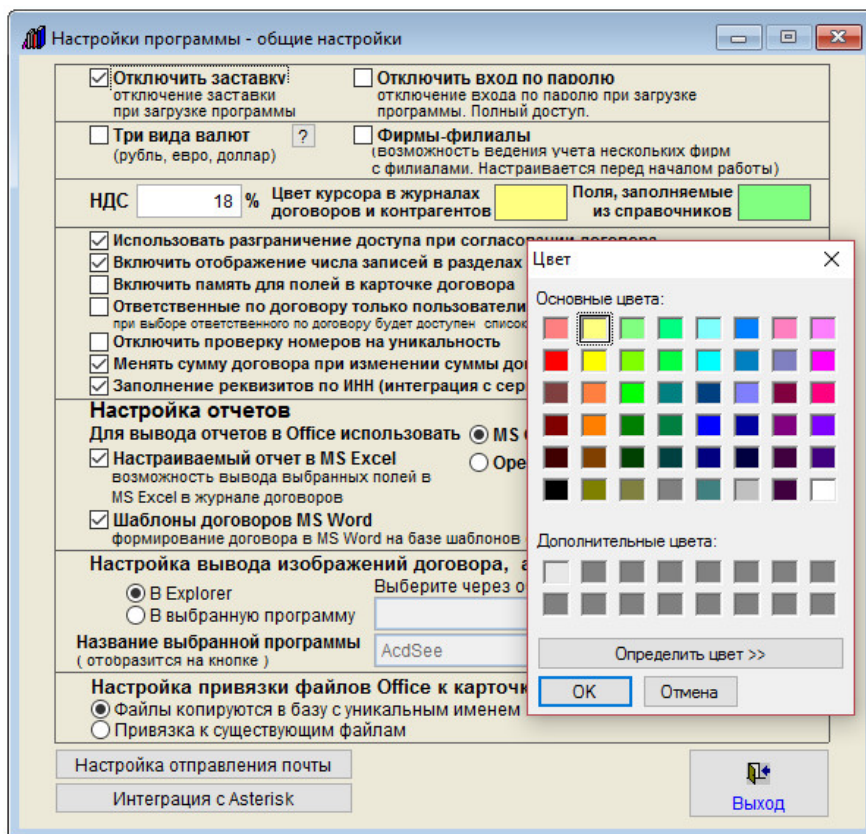 Настройки программы - общие настройки
Отключить заставку
отключение заставки
при загрузке программы
Отключить вход по паролю
отключение входа по паролю при загрузке
программы. Полный доступ.
Три вида валют
(рубль, евро, доллар)
?
Фирмы-филиалы
(возможность ведения учета нескольких фирм
с филиалами. Настраивается перед началом работы)
НДС 18 %
Цвет курсора в журналах
договоров и контрагентов
Поля, заполняемые
из справочников
Использовать разграничение доступа при согласовании договора
Включить отображение числа записей в разделах
Включить память для полей в карточке договора
Ответственные по договору только пользователи
при выборе ответственного по договору будет доступен список
Отключить проверку номеров на уникальность
Менять сумму договора при изменении суммы
Заполнение реквизитов по ИНН (интеграция с
Настройка отчетов
Для вывода отчетов в Office использовать
MS
Настраиваемый отчет в MS Excel
возможность вывода выбранных полей в
MS Excel в журнале договоров
Шаблоны договоров MS Word
формирование договора в MS Word на базе шаблонов
Настройка вывода изображений договора,
В Explorer
В выбранную программу
Выберите через
Название выбранной программы
( отобразится на кнопке )
AcdSee
Настройка привязки файлов Office к
Файлы копируются в базу с уникальным именем
Привязка к существующим файлам
Настройка отправления почты
Интеграция с Asterisk
Выход
Цвет
Основные цвета:
Дополнительные цвета:
Определить цвет >>
OK
Отмена